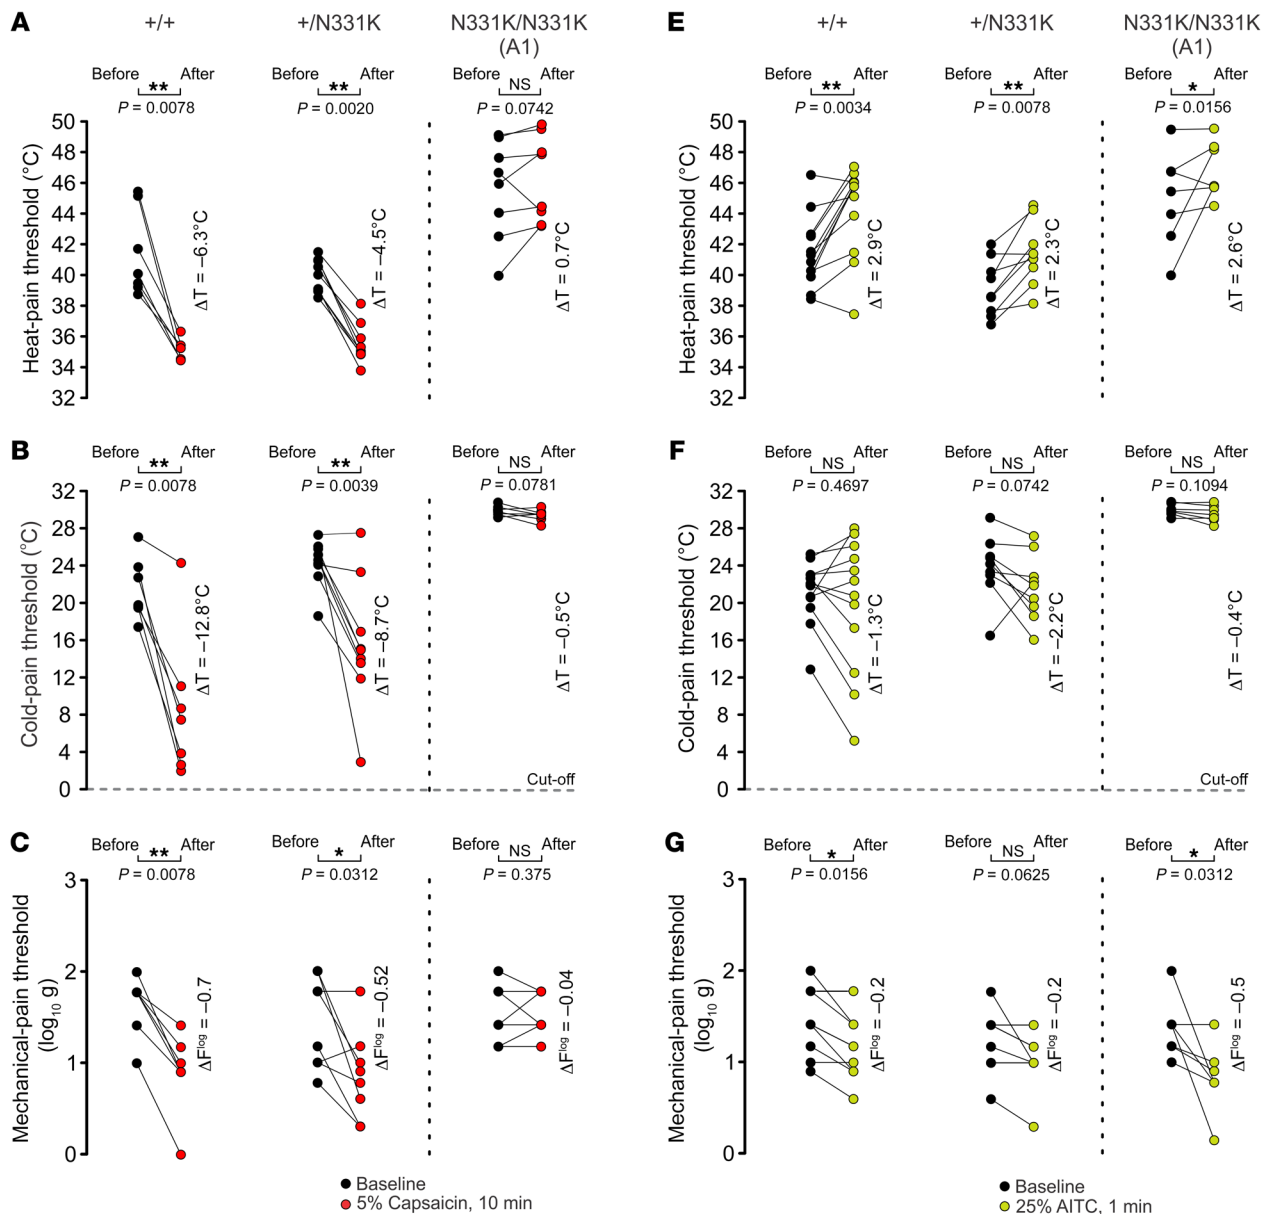 A
+/+
+/N331K
N331K/N331K
(A1)
Before After
**
P = 0.0078
Before After
**
P = 0.0020
Before After
NS
P = 0.0742
Heat-pain threshold (°C)
50
48
46
44
42
40
38
36
34
32
ΔT = −6.3°C
ΔT = −4.5°C
ΔT = 0.7°C
B
Before After
**
P = 0.0078
Before After
**
P = 0.0039
Before After
NS
P = 0.0781
Cold-pain threshold (°C)
32
28
24
20
16
12
8
4
0
ΔT = −12.8°C
ΔT = −8.7°C
ΔT = −0.5°C
Cut-off
C
Before After
**
P = 0.0078
Before After
*
P = 0.0312
Before After
NS
P = 0.375
Mechanical-pain threshold
(log10 g)
3
2
1
0
ΔFlog = −0.7
ΔFlog = −0.52
ΔFlog = −0.04
Baseline
5% Capsaicin, 10 min
E
+/+
+/N331K
N331K/N331K
(A1)
Before After
**
P = 0.0034
Before After
**
P = 0.0078
Before After
*
P = 0.0156
Heat-pain threshold (°C)
50
48
46
44
42
40
38
36
34
32
ΔT = 2.9°C
ΔT = 2.3°C
ΔT = 2.6°C
F
Before After
NS
P = 0.4697
Before After
NS
P = 0.0742
Before After
NS
P = 0.1094
Cold-pain threshold (°C)
32
28
24
20
16
12
8
4
0
ΔT = −1.3°C
ΔT = −2.2°C
ΔT = −0.4°C
Cut-off
G
Before After
*
P = 0.0156
Before After
NS
P = 0.0625
Before After
*
P = 0.0312
Mechanical-pain threshold
(log10 g)
3
2
1
0
ΔFlog = −0.2
ΔFlog = −0.2
ΔFlog = −0.5
Baseline
25% AITC, 1 min